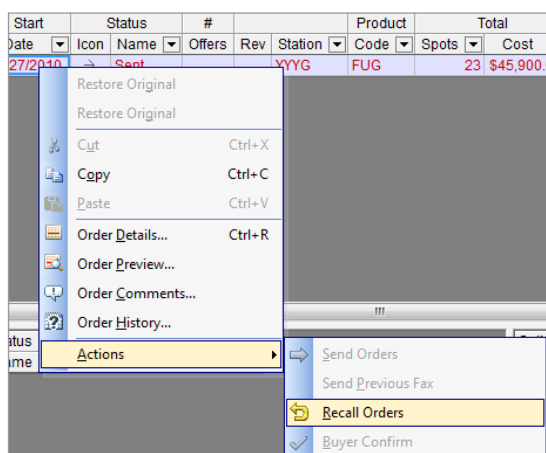 Start Status # Product Total
Date Icon Name Offers Rev Station Code Spots Cost
27/2010 Sent YYYG FUG 23 $45,900.
Restore Original
Restore Original
Cut Ctrl+X
Copy Ctrl+C
Paste Ctrl+V
Order Details... Ctrl+R
Order Preview...
Order Comments...
Order History...
Actions
Send Orders
Send Previous Fax
Recall Orders
Buyer Confirm